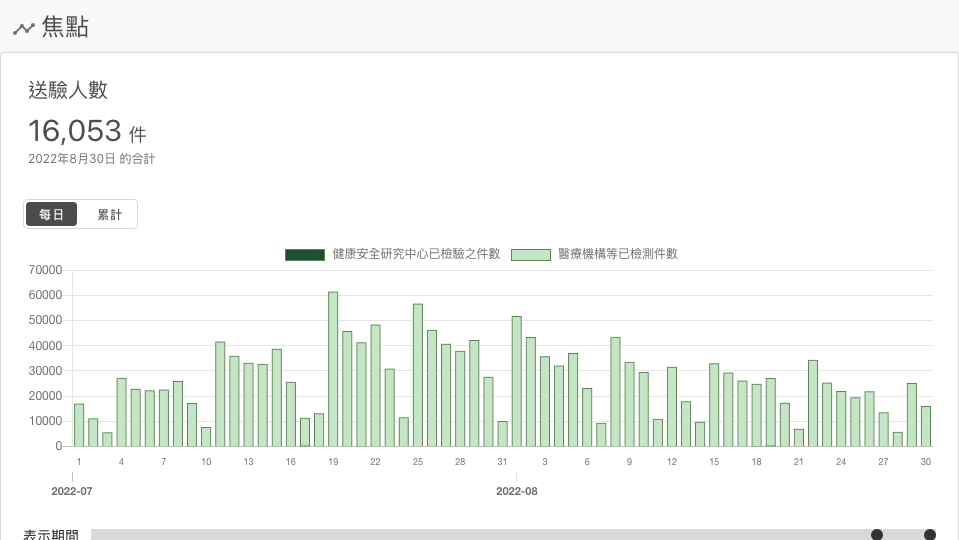 焦點
送驗人數
16,053 件
2022年8月30日 的合計
每日 累計
健康安全研究中心已檢驗之件數 醫療機構等已檢測件數
70000
60000
50000
40000
30000
20000
10000
0
1 4 7 10 13 16 19 22 25 28 31 3 6 9 12 15 18 21 24 27 30
2022-07 2022-08
表示期間